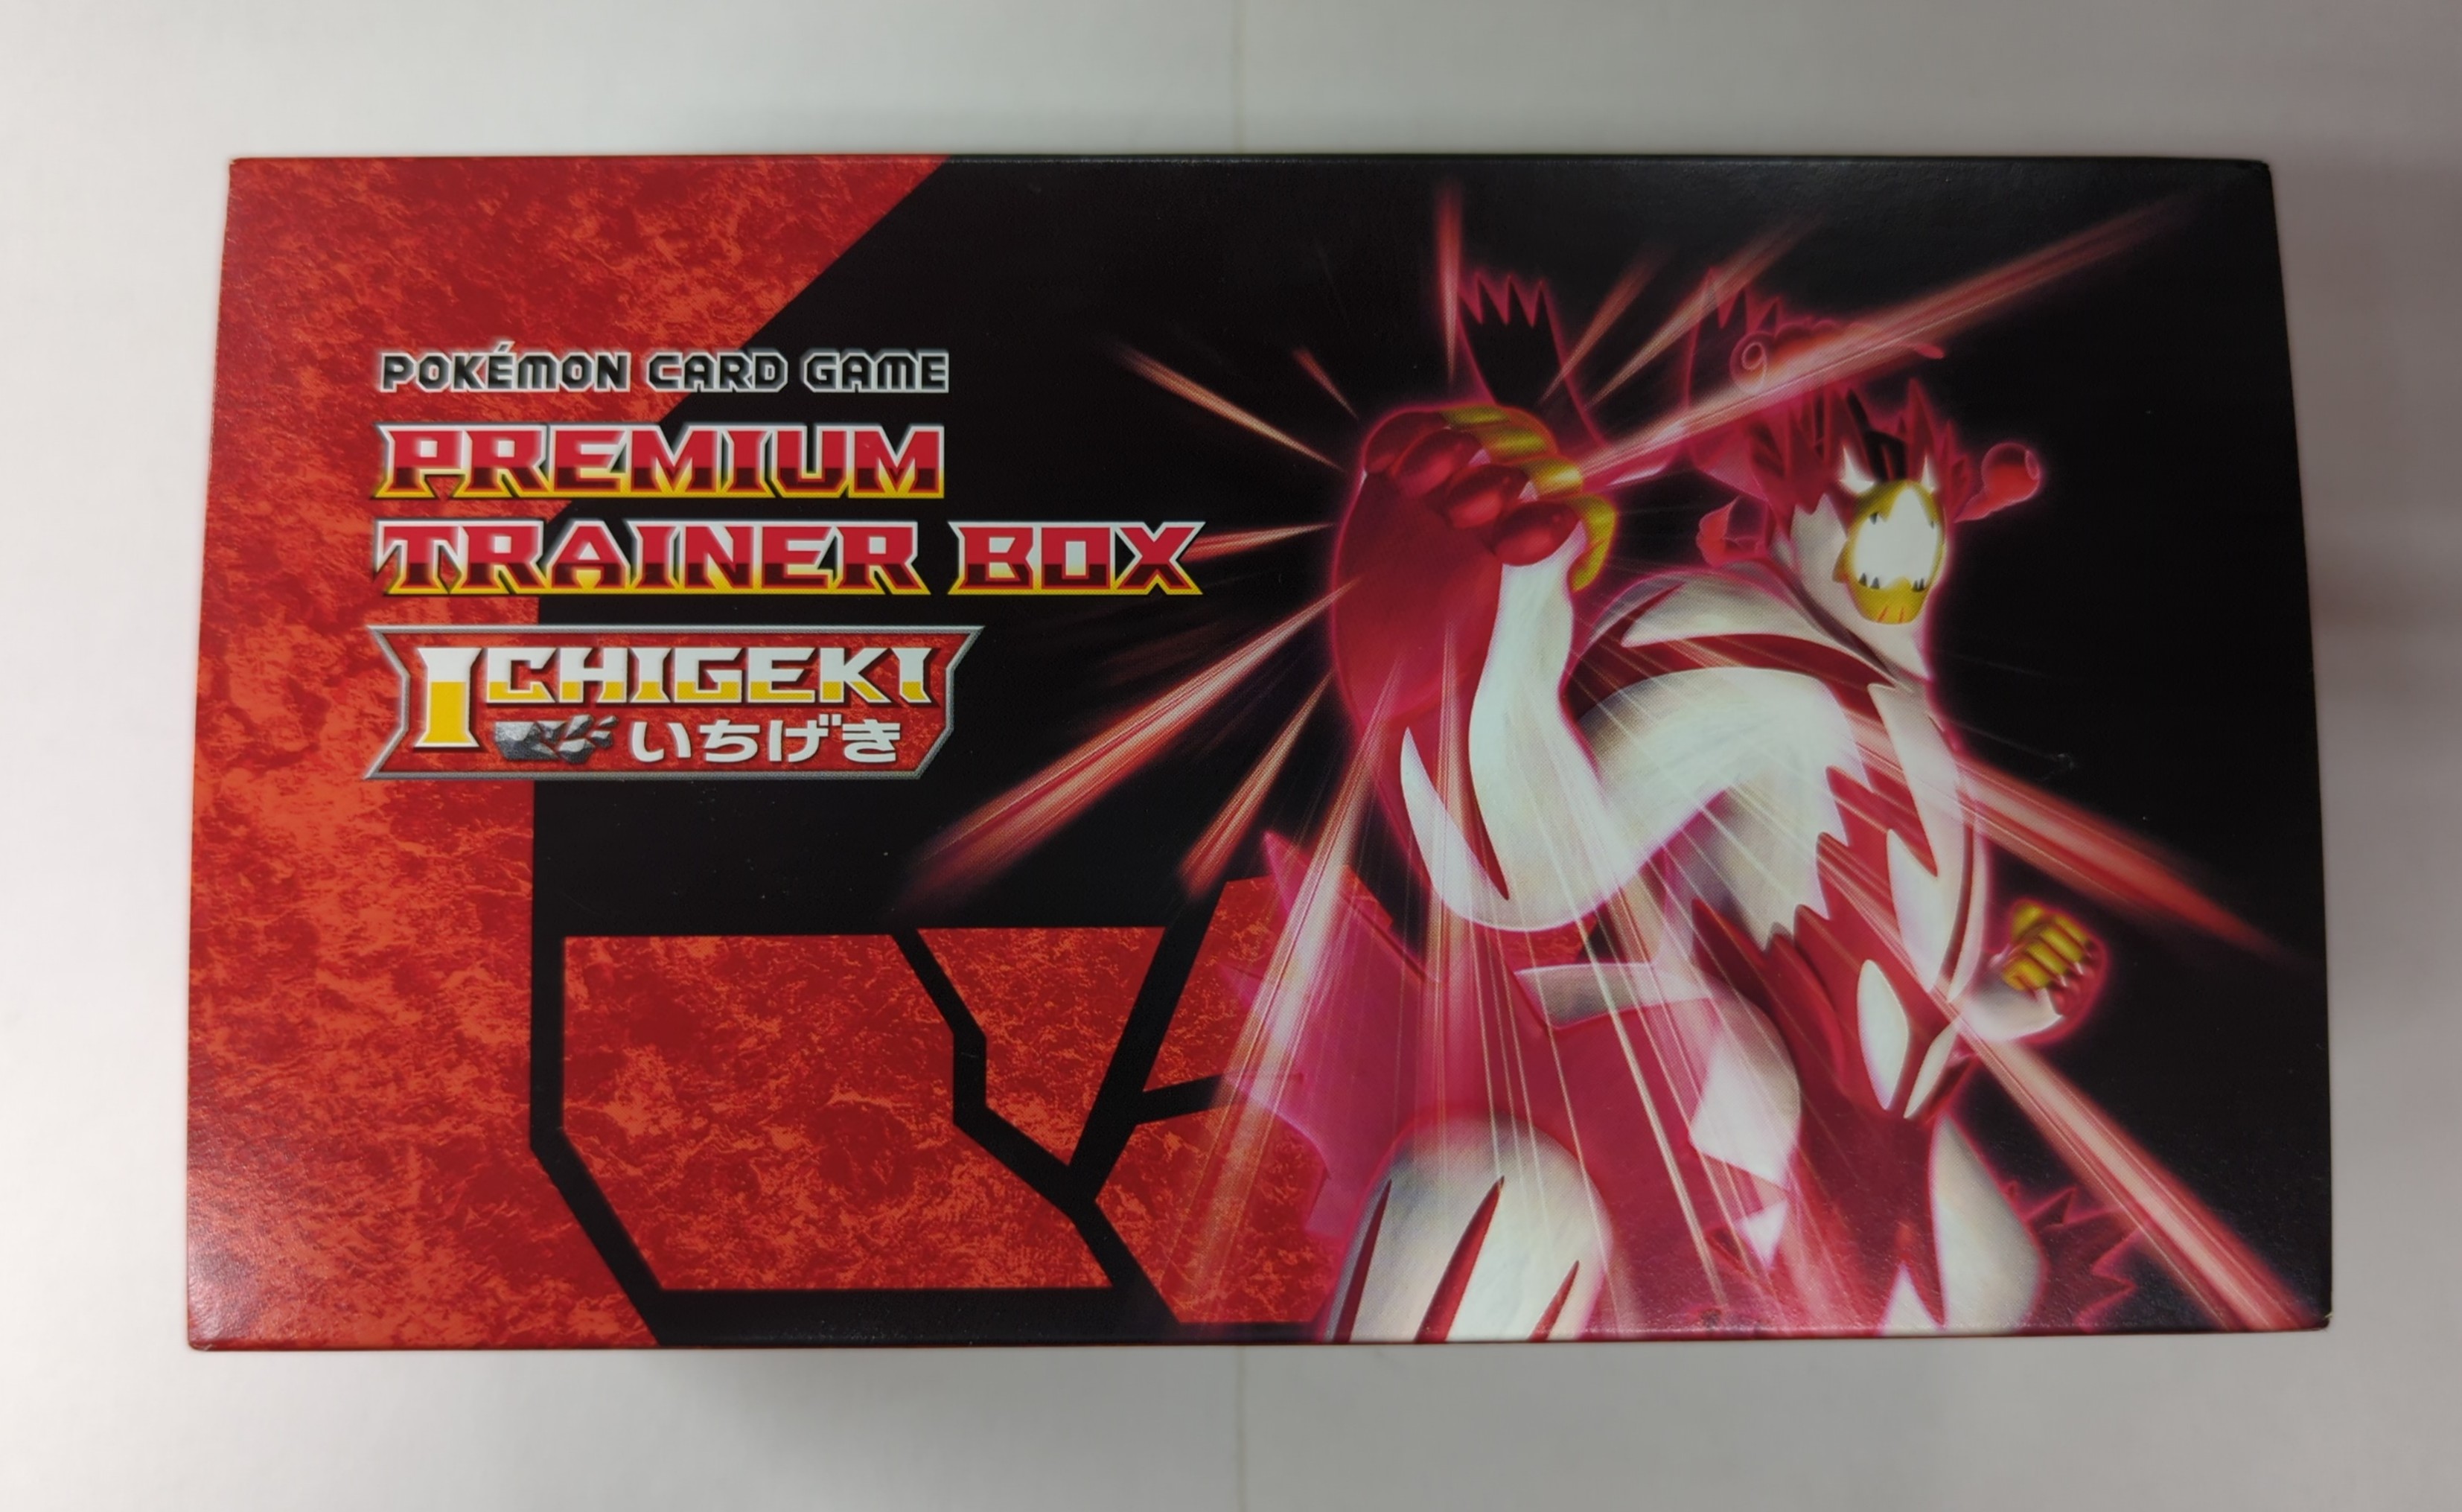 POKÉMON CARD GAME
PREMIUM
TRAINER BOX
ICHIGEKI
いちげき